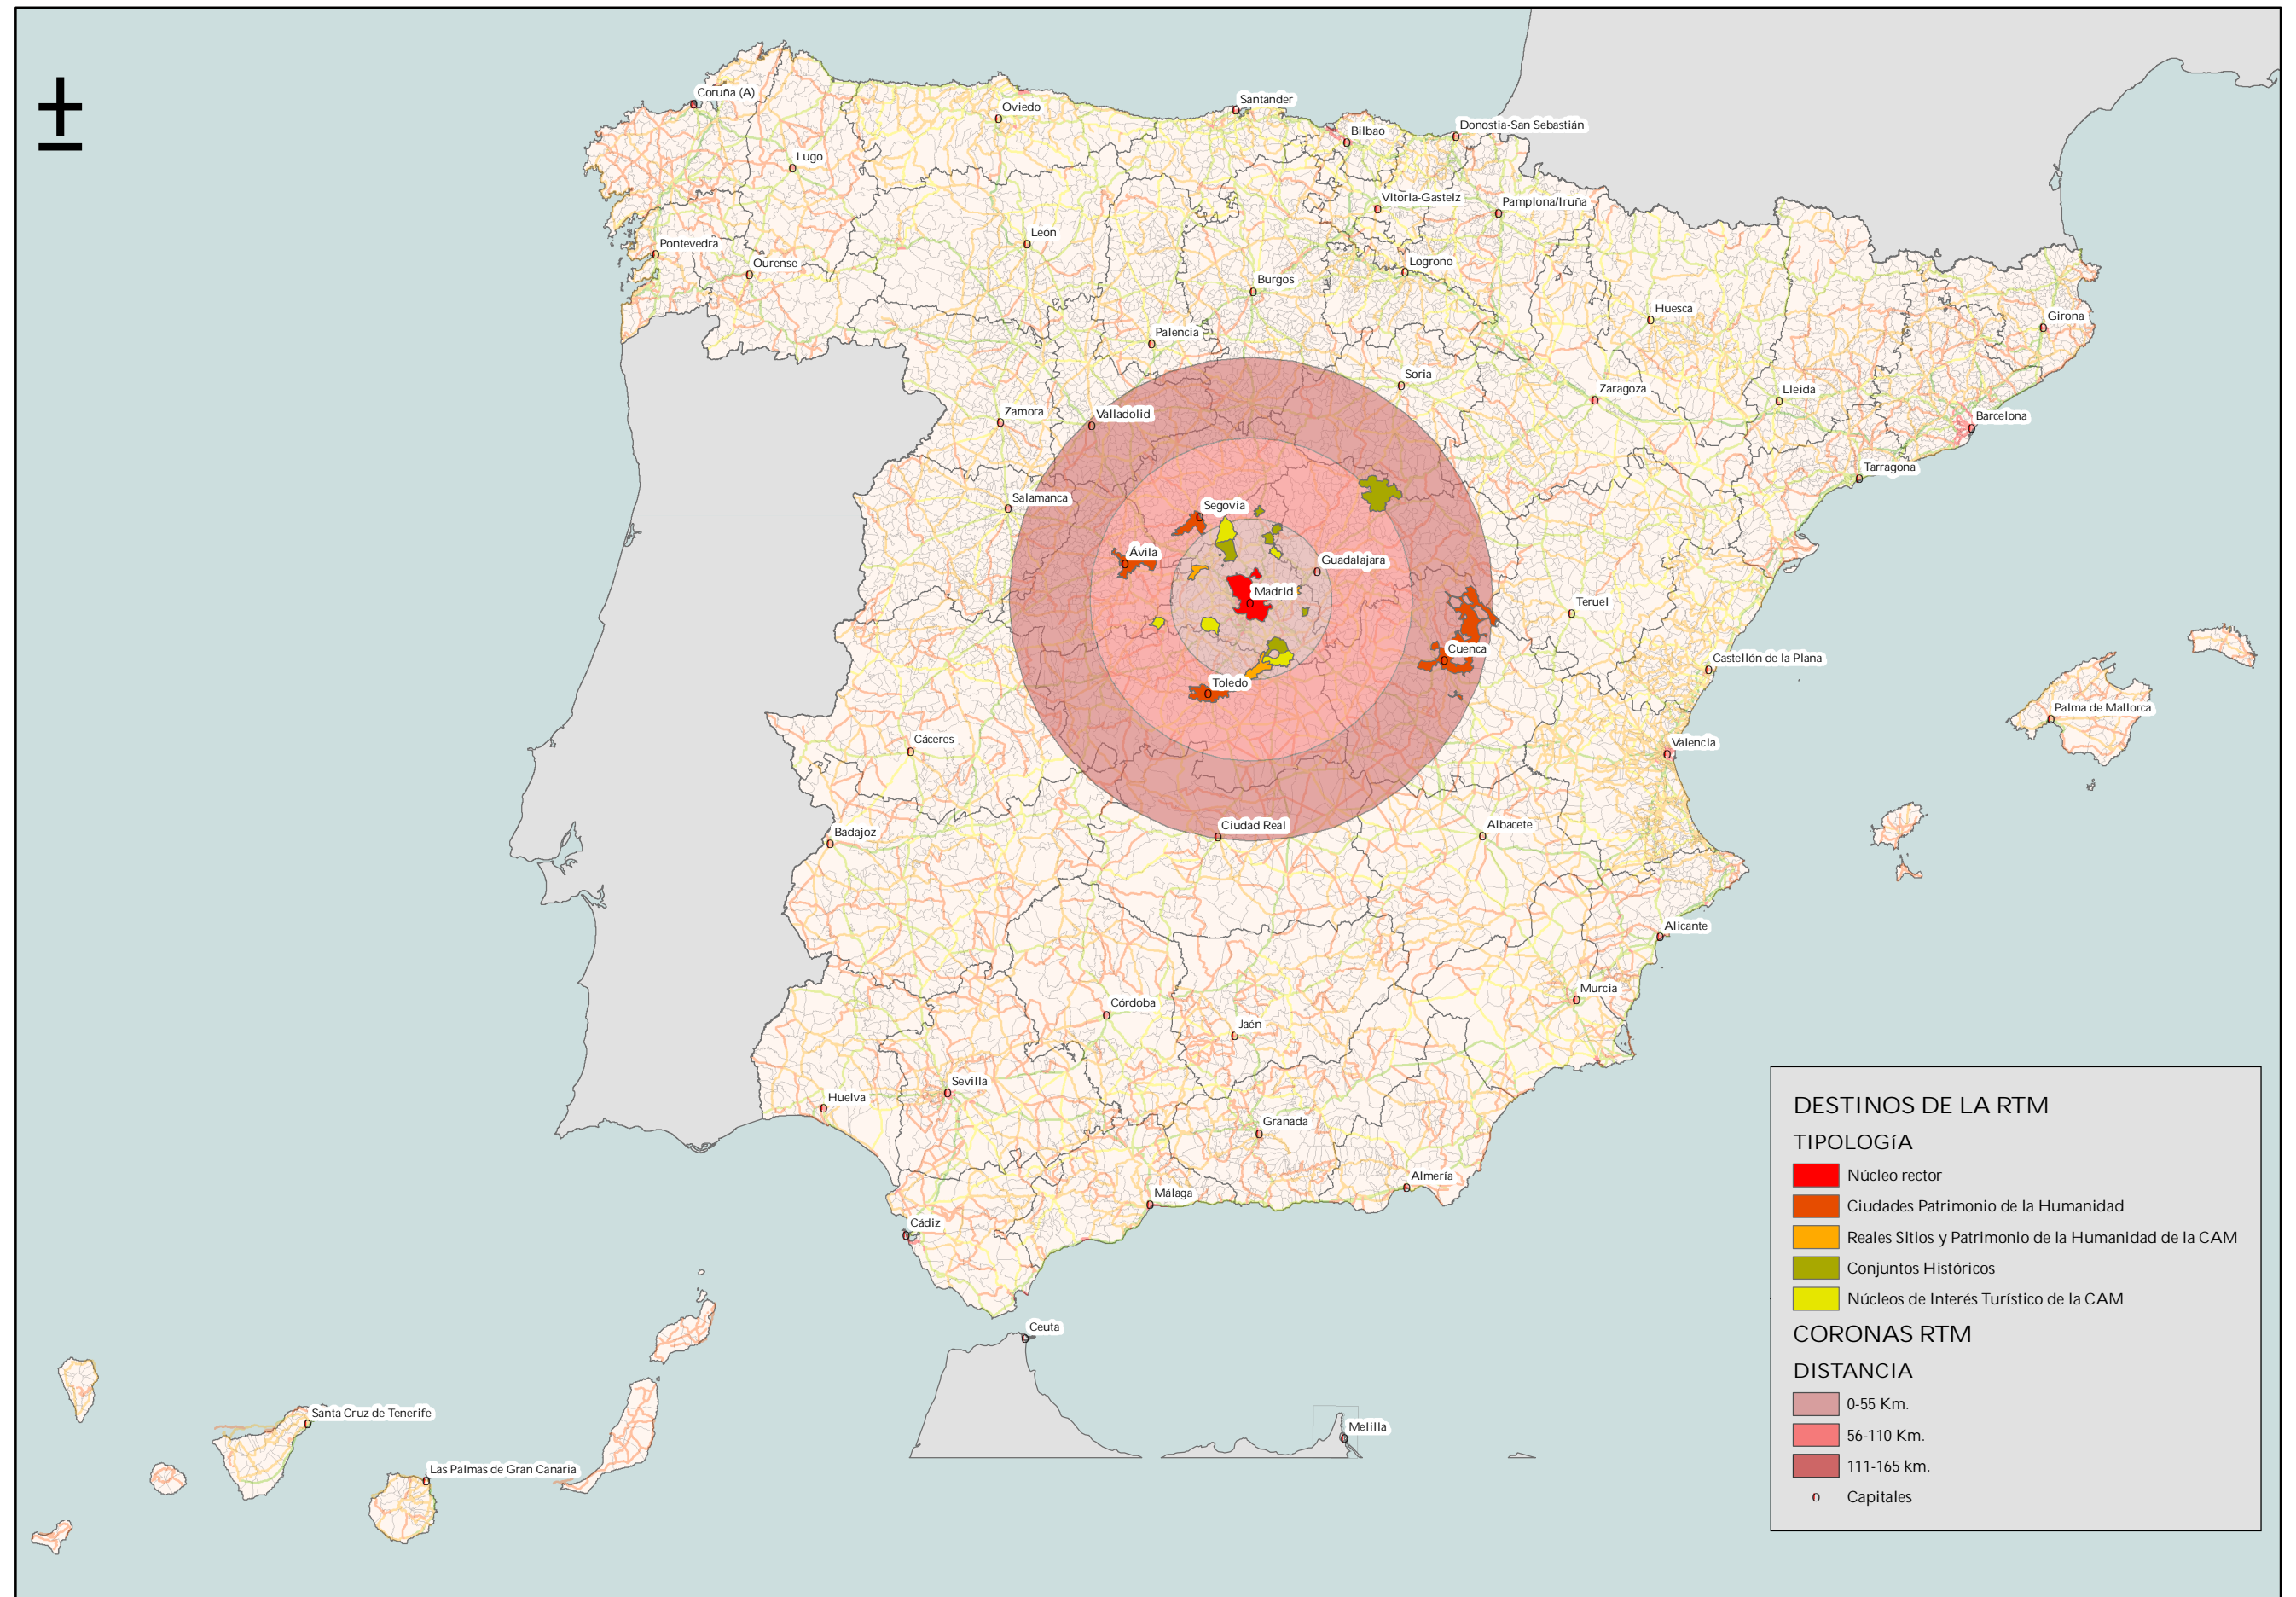 ±
Coruña (A)
Oviedo
Santander
Bilbao
Donostia-San Sebastián
Lugo
Vitoria-Gasteiz
Pamplona/Iruña
León
Pontevedra
Ourense
Logroño
Burgos
Huesca
Girona
Palencia
Soria
Zaragoza
Lleida
Zamora
Valladolid
Barcelona
Tarragona
Salamanca
Segovia
Ávila
Guadalajara
Madrid
Teruel
Cuenca
Castellón de la Plana
Toledo
Palma de Mallorca
Cáceres
Valencia
Badajoz
Ciudad Real
Albacete
Alicante
Murcia
Córdoba
Jaén
Sevilla
Huelva
Granada
Almería
Málaga
Cádiz
Ceuta
Santa Cruz de Tenerife
Melilla
Las Palmas de Gran Canaria
DESTINOS DE LA RTM
TIPOLOGíA
Núcleo rector
Ciudades Patrimonio de la Humanidad
Reales Sitios y Patrimonio de la Humanidad de la CAM
Conjuntos Históricos
Núcleos de Interés Turístico de la CAM
CORONAS RTM
DISTANCIA
0-55 Km.
56-110 Km.
111-165 km.
Capitales